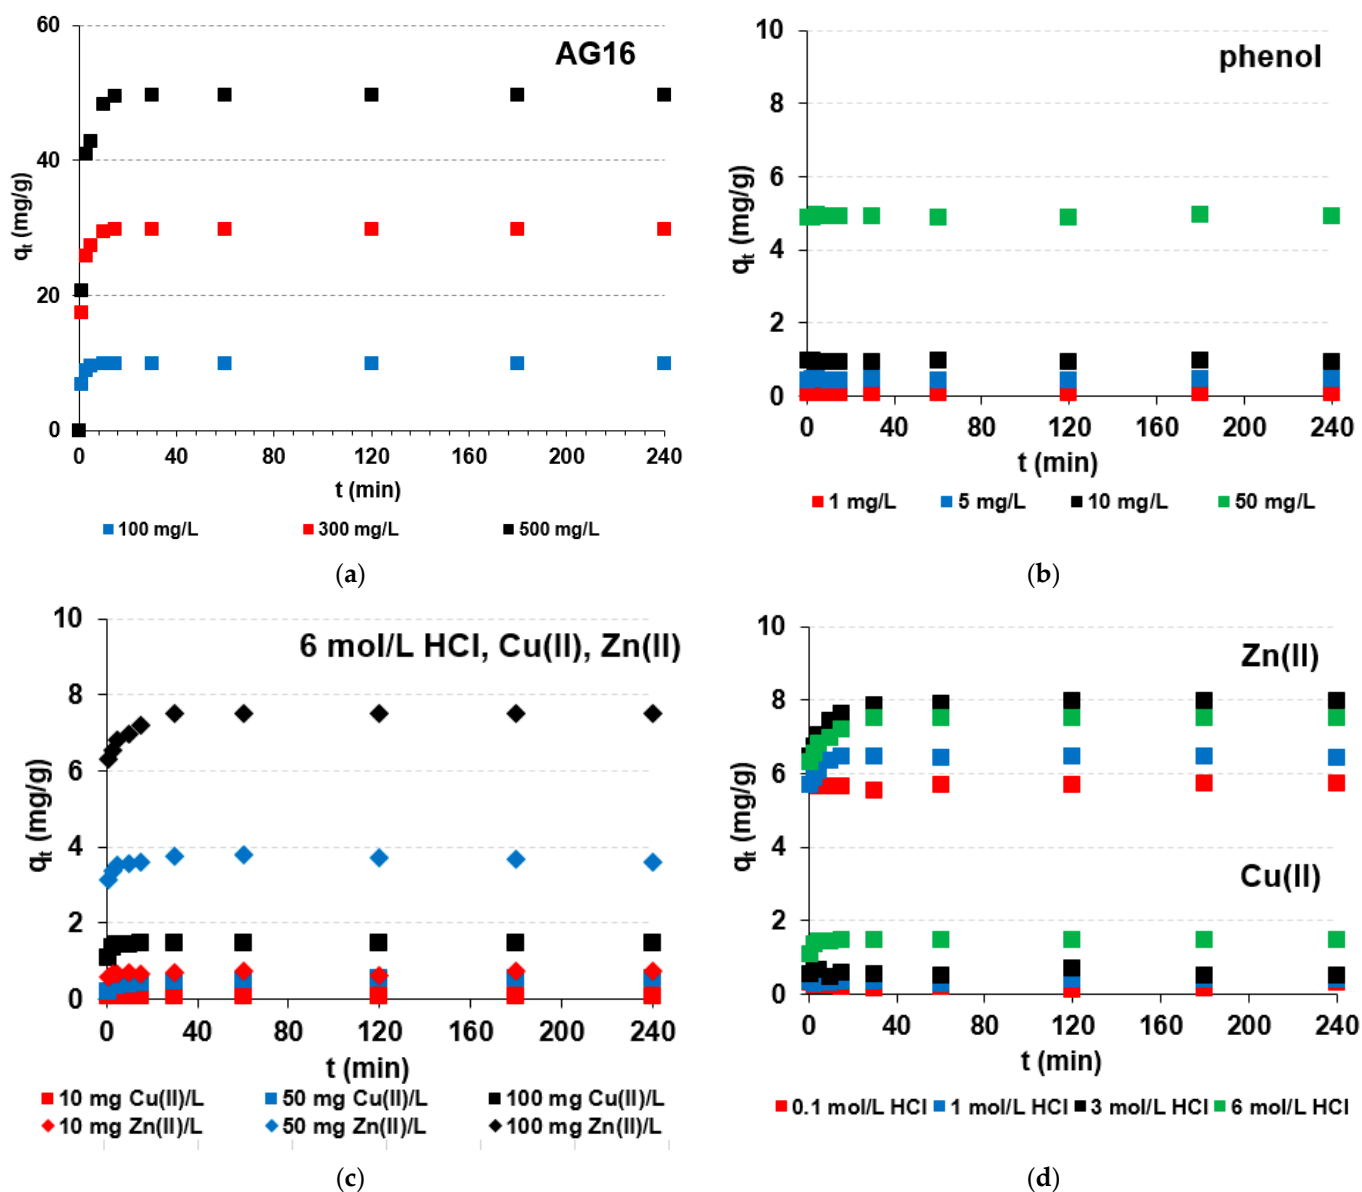 AG16
60
40
20
0
qt (mg/g)
0 40 80 120 160 200 240
t (min)
100 mg/L 300 mg/L 500 mg/L
(a)
phenol
10
8
6
4
2
0
qt (mg/g)
0 40 80 120 160 200 240
t (min)
1 mg/L 5 mg/L 10 mg/L 50 mg/L
(b)
6 mol/L HCl, Cu(II), Zn(II)
10
8
6
4
2
0
qt (mg/g)
0 40 80 120 160 200 240
t (min)
10 mg Cu(II)/L 50 mg Cu(II)/L 100 mg Cu(II)/L
10 mg Zn(II)/L 50 mg Zn(II)/L 100 mg Zn(II)/L
(c)
Zn(II)
Cu(II)
10
8
6
4
2
0
qt (mg/g)
0 40 80 120 160 200 240
t (min)
0.1 mol/L HCl 1 mol/L HCl 3 mol/L HCl 6 mol/L HCl
(d)